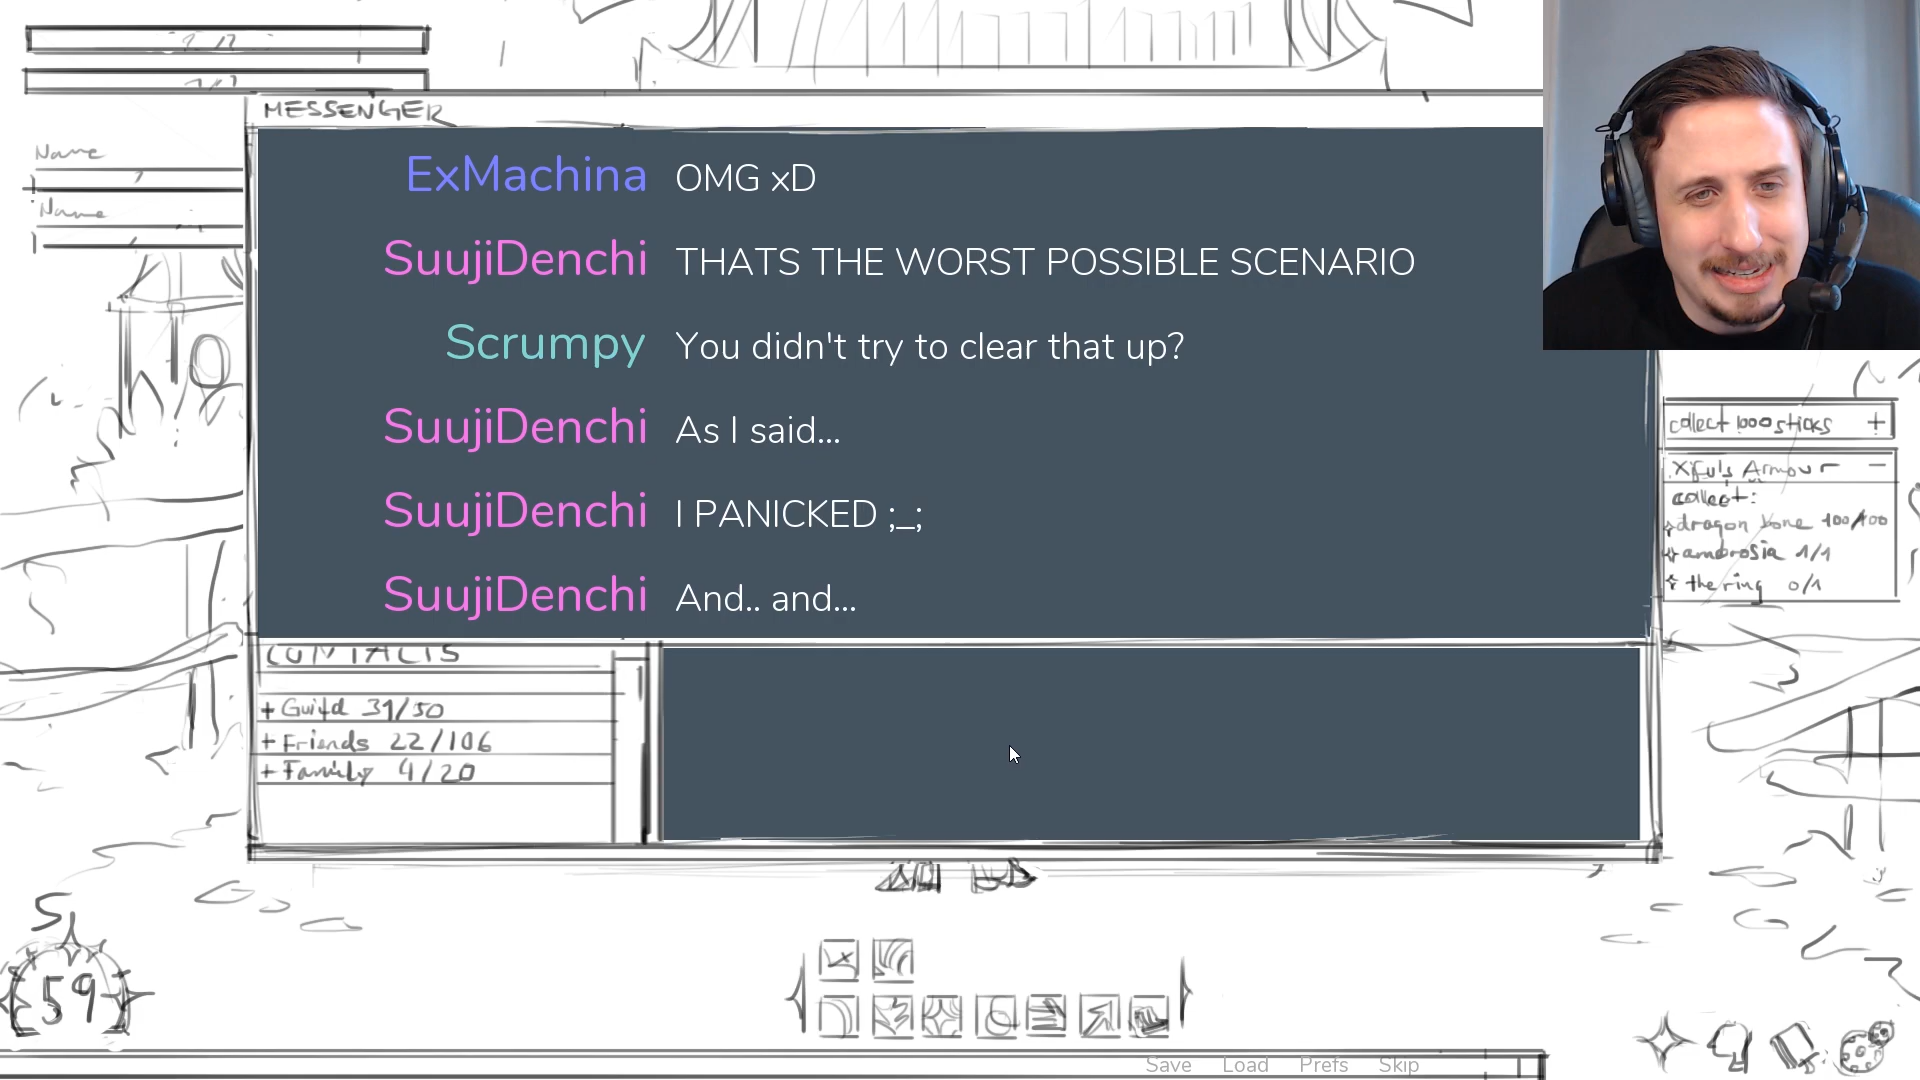 MESSENGER
Name
Name
ExMachina OMG xD
SuujiDenchi THATS THE WORST POSSIBLE SCENARIO
Scrumpy You didn't try to clear that up?
SuujiDenchi As I said...
SuujiDenchi I PANICKED ;_;
SuujiDenchi And.. and...
collect 1000 sticks +
Armour -
collect:
dragon bone 100/100
ambrosia 1/1
the ring 0/1
CONTACTS
+ Guild 39/50
+ Friends 22/106
+ Family 4/20
59
Save Load Prefs Skip